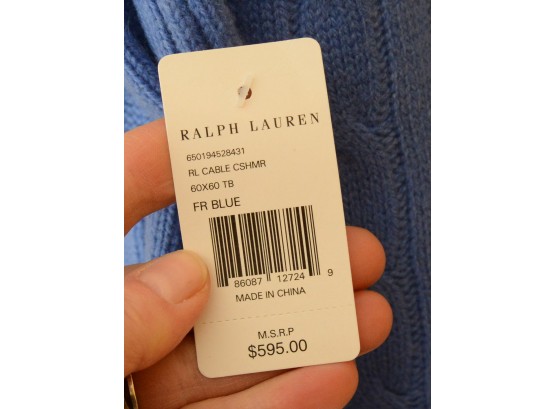 RALPH LAUREN
650194528431
RL CABLE CSHMR
60X60 TB
FR BLUE
86087 12724 9
MADE IN CHINA
M.S.R.P
$595.00